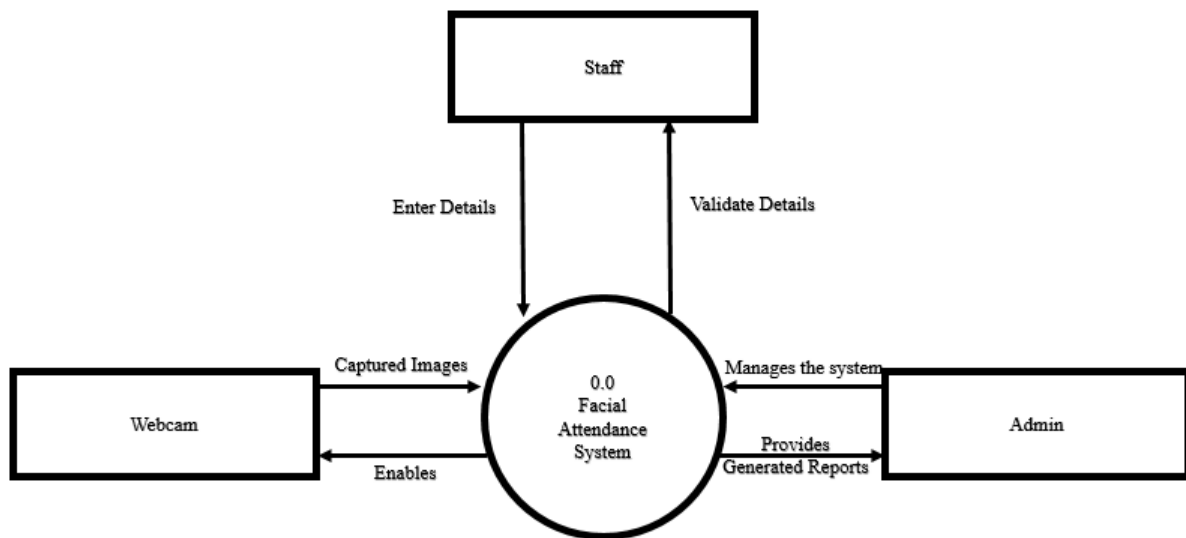 Staff
Enter Details
Validate Details
Captured Images
Manages the system
Webcam
0.0
Facial
Attendance
System
Admin
Enables
Provides
Generated Reports